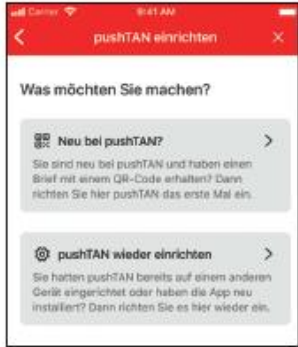 Carrier 9:41 AM
pushTAN einrichten
Was möchten Sie machen?
Neu bei pushTAN?
Sie sind neu bei pushTAN und haben einen
Brief mit einem QR-Code erhalten? Dann
richten Sie hier pushTAN das erste Mal ein.
pushTAN wieder einrichten
Sie hatten pushTAN bereits auf einem anderen
Gerät eingerichtet oder haben die App neu
installiert? Dann richten Sie es hier wieder ein.